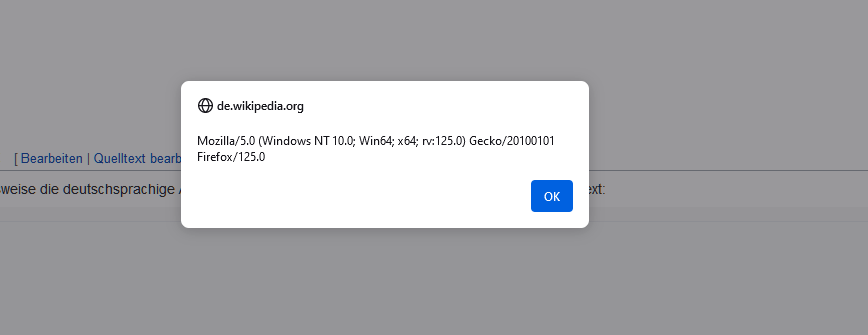 de.wikipedia.org
Mozilla/5.0 (Windows NT 10.0; Win64; x64; rv:125.0) Gecko/20100101
Firefox/125.0
[ Bearbeiten | Quelltext bearb
OK
weise die deutschsprachige ext: